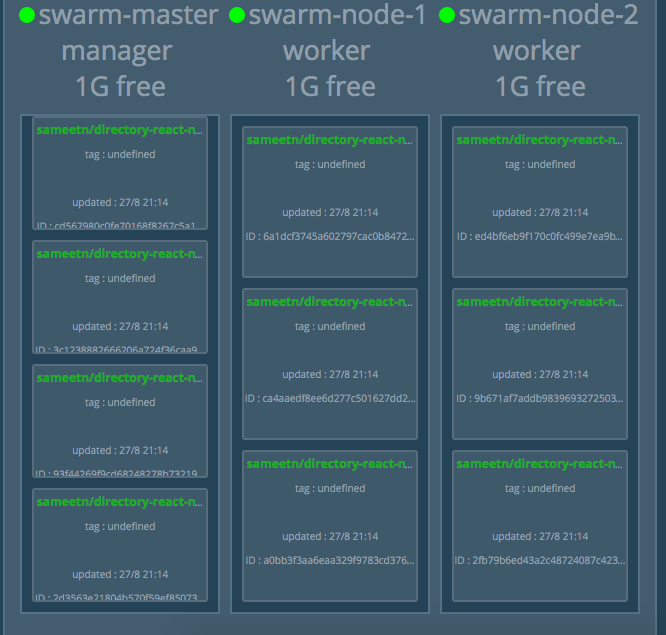 swarm-master
manager
1G free
sameetn/directory-react-n...
tag : undefined
updated : 27/8 21:14
ID : cd567980c0fe70168f8267c5a1
sameetn/directory-react-n...
tag : undefined
updated : 27/8 21:14
ID : 3c1238882666206a724f36caa9
sameetn/directory-react-n...
tag : undefined
updated : 27/8 21:14
ID : 93f44269f9cd68248278b73219
sameetn/directory-react-n...
tag : undefined
updated : 27/8 21:14
ID : 2d3563e21804b570f59ef85073
swarm-node-1
worker
1G free
sameetn/directory-react-n...
tag : undefined
updated : 27/8 21:14
ID : 6a1dcf3745a602797cac0b8472...
sameetn/directory-react-n...
tag : undefined
updated : 27/8 21:14
ID : ca4aaedf8ee6d277c501627dd2...
sameetn/directory-react-n...
tag : undefined
updated : 27/8 21:14
ID : a0bb3f3aa6eaa329f9783cd376...
swarm-node-2
worker
1G free
sameetn/directory-react-n...
tag : undefined
updated : 27/8 21:14
ID : ed4bf6eb9f170c0fc499e7ea9b...
sameetn/directory-react-n...
tag : undefined
updated : 27/8 21:14
ID : 9b671af7addb9839693272503...
sameetn/directory-react-n...
tag : undefined
updated : 27/8 21:14
ID : 2fb79b6ed43a2c48724087c423...